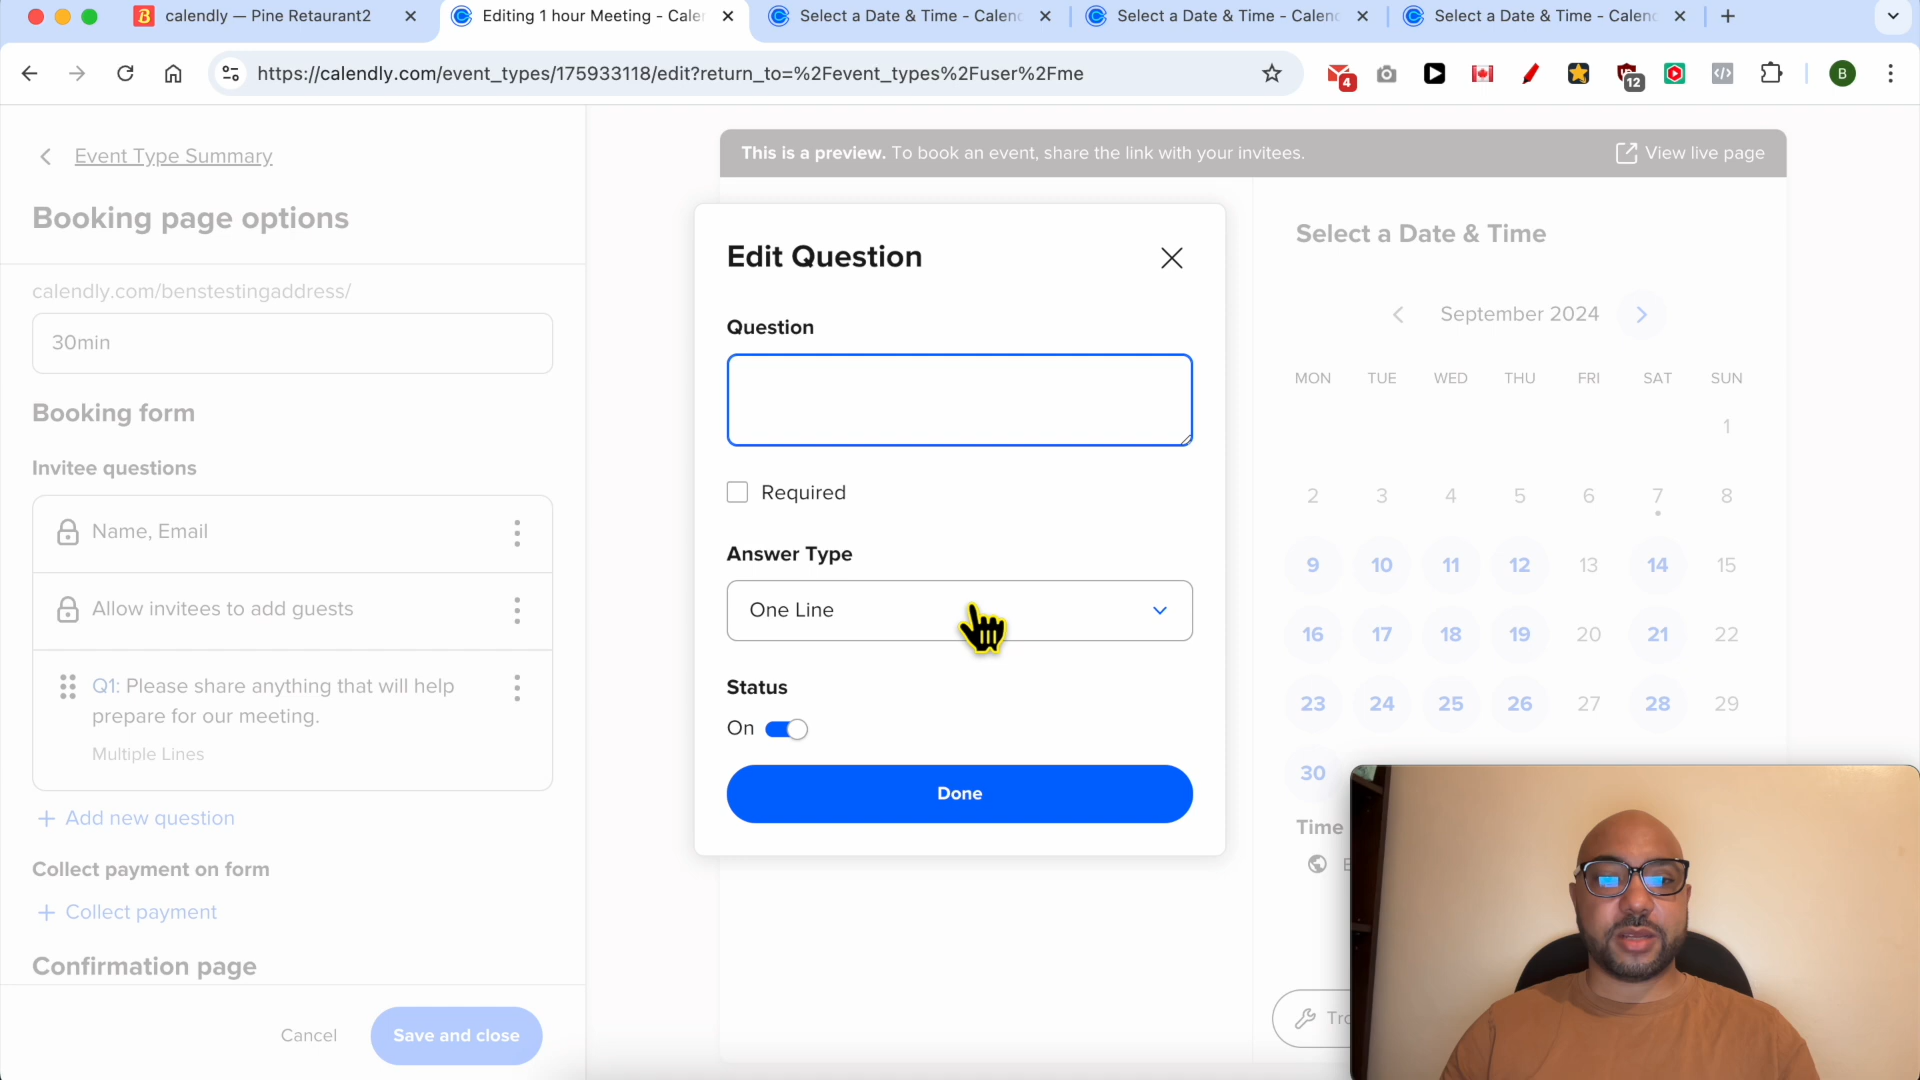 calendly — Pine Retaurant2
Editing 1 hour Meeting - Caler
Select a Date & Time - Calend
Select a Date & Time - Calend
Select a Date & Time - Calend
https://calendly.com/event_types/175933118/edit?return_to=%2Fevent_types%2Fuser%2Fme
4
12
B
Event Type Summary
Booking page options
calendly.com/benstestingaddress/
30min
Booking form
Invitee questions
Name, Email
Allow invitees to add guests
Q1: Please share anything that will help
prepare for our meeting.
Multiple Lines
+ Add new question
Collect payment on form
+ Collect payment
Confirmation page
Cancel
Save and close
This is a preview. To book an event, share the link with your invitees.
View live page
Edit Question
Question
Required
Answer Type
One Line
Status
On
Done
Select a Date & Time
September 2024
MON TUE WED THU FRI SAT SUN
1
2 3 4 5 6 7 8
9 10 11 12 13 14 15
16 17 18 19 20 21 22
23 24 25 26 27 28 29
30
Time